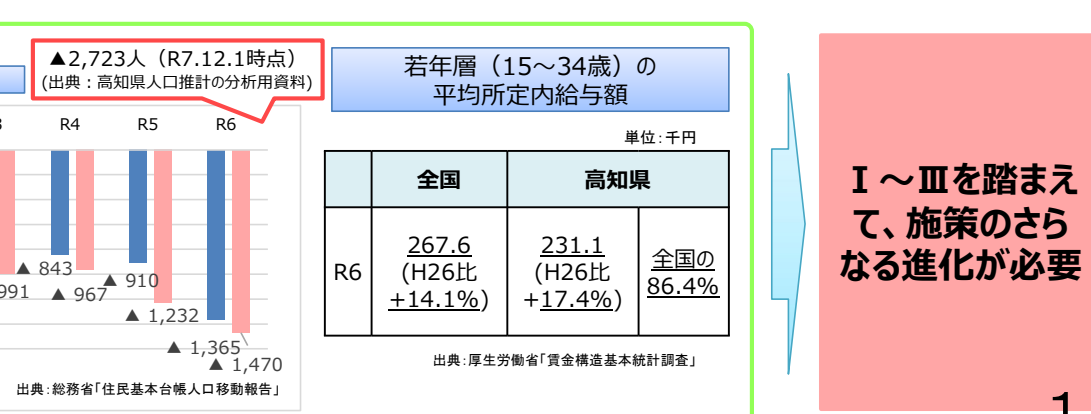 ▲2,723人（R7.12.1時点）
(出典：高知県人口推計の分析用資料)
R4
R5
R6
▲ 843
991
▲ 967
▲ 910
▲ 1,232
▲ 1,365
▲ 1,470
出典：総務省「住民基本台帳人口移動報告」
若年層（15～34歳）の
平均所定内給与額
単位：千円
全国
高知県
R6
267.6
(H26比
+14.1%)
231.1
(H26比
+17.4%)
全国の
86.4%
出典：厚生労働省「賃金構造基本統計調査」
Ⅰ～Ⅲを踏まえ
て、施策のさら
なる進化が必要
1